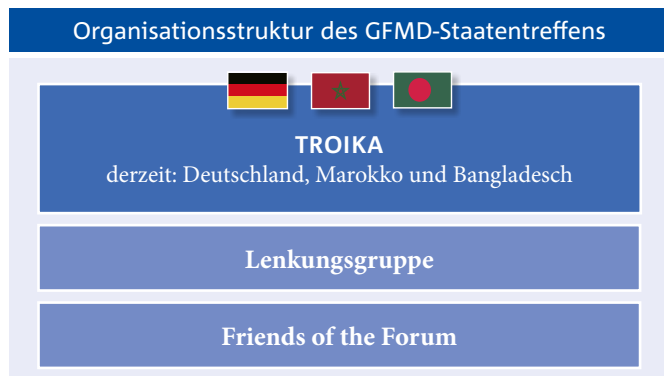 Organisationsstruktur des GFMD-Staatentreffens
TROIKA
derzeit: Deutschland, Marokko und Bangladesch
Lenkungsgruppe
Friends of the Forum